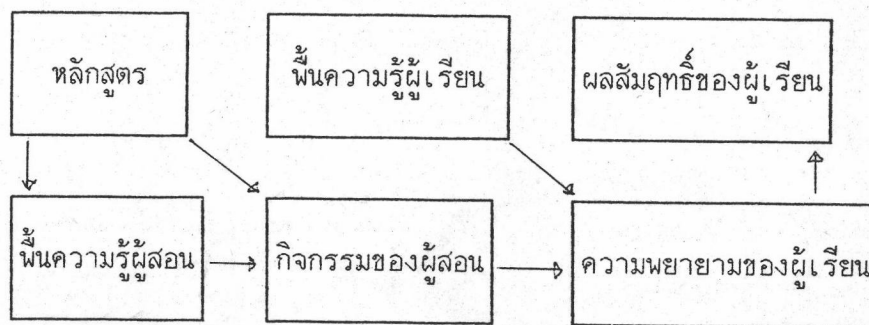 หลักสูตร
พื้นความรู้ผู้เรียน
ผลสัมฤทธิ์ของผู้เรียน
พื้นความรู้ผู้สอน
กิจกรรมของผู้สอน
ความพยายามของผู้เรียน